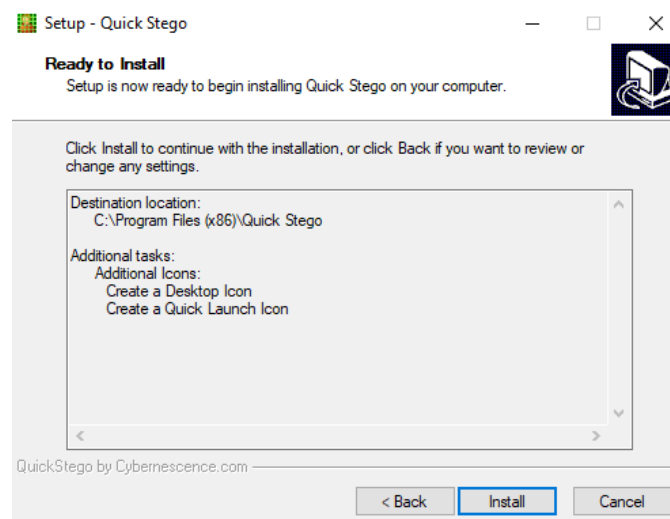 Setup - Quick Stego
Ready to Install
Setup is now ready to begin installing Quick Stego on your computer.
Click Install to continue with the installation, or click Back if you want to review or
change any settings.
Destination location:
C:\Program Files (x86)\Quick Stego
Additional tasks:
Additional Icons:
Create a Desktop Icon
Create a Quick Launch Icon
QuickStego by Cybernescence.com
< Back
Install
Cancel